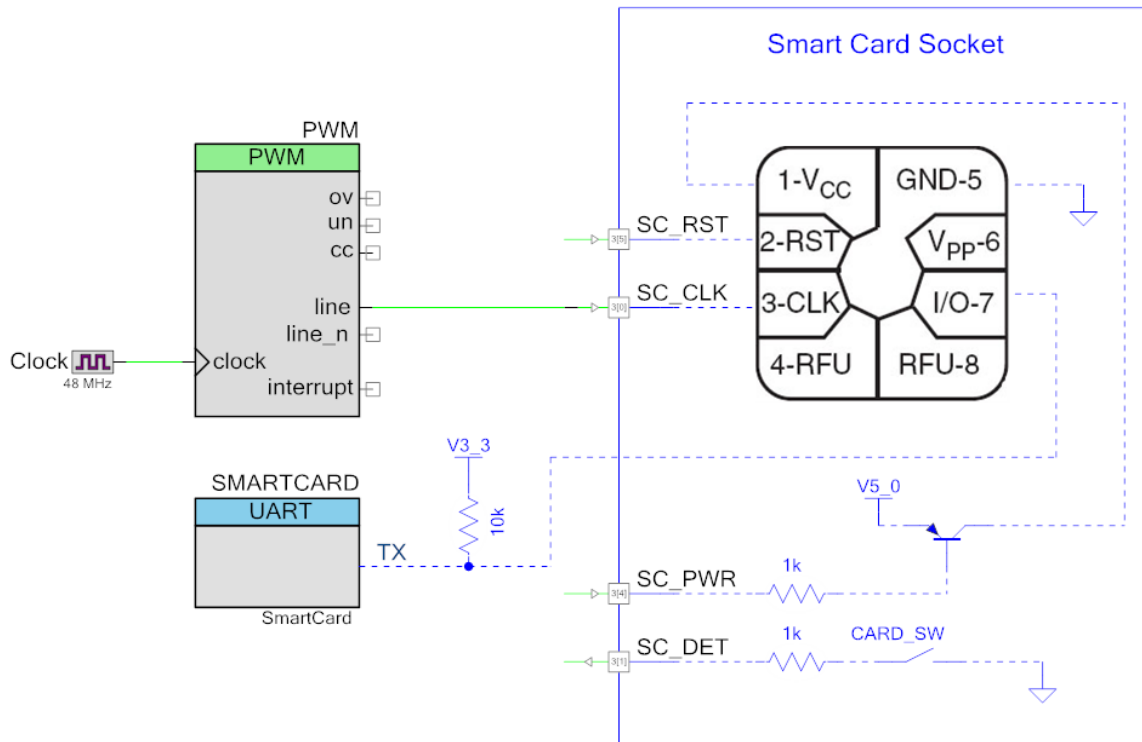 Smart Card Socket
PWM
PWM
ov
un
cc
line
line_n
interrupt
clock
Clock
48 MHz
SC_RST
3[5]
SC_CLK
3[0]
1-VCC
GND-5
2-RST
VPP-6
3-CLK
I/O-7
4-RFU
RFU-8
SMARTCARD
UART
TX
SmartCard
V3_3
10k
V5_0
SC_PWR
3[4]
1k
SC_DET
3[1]
1k
CARD_SW